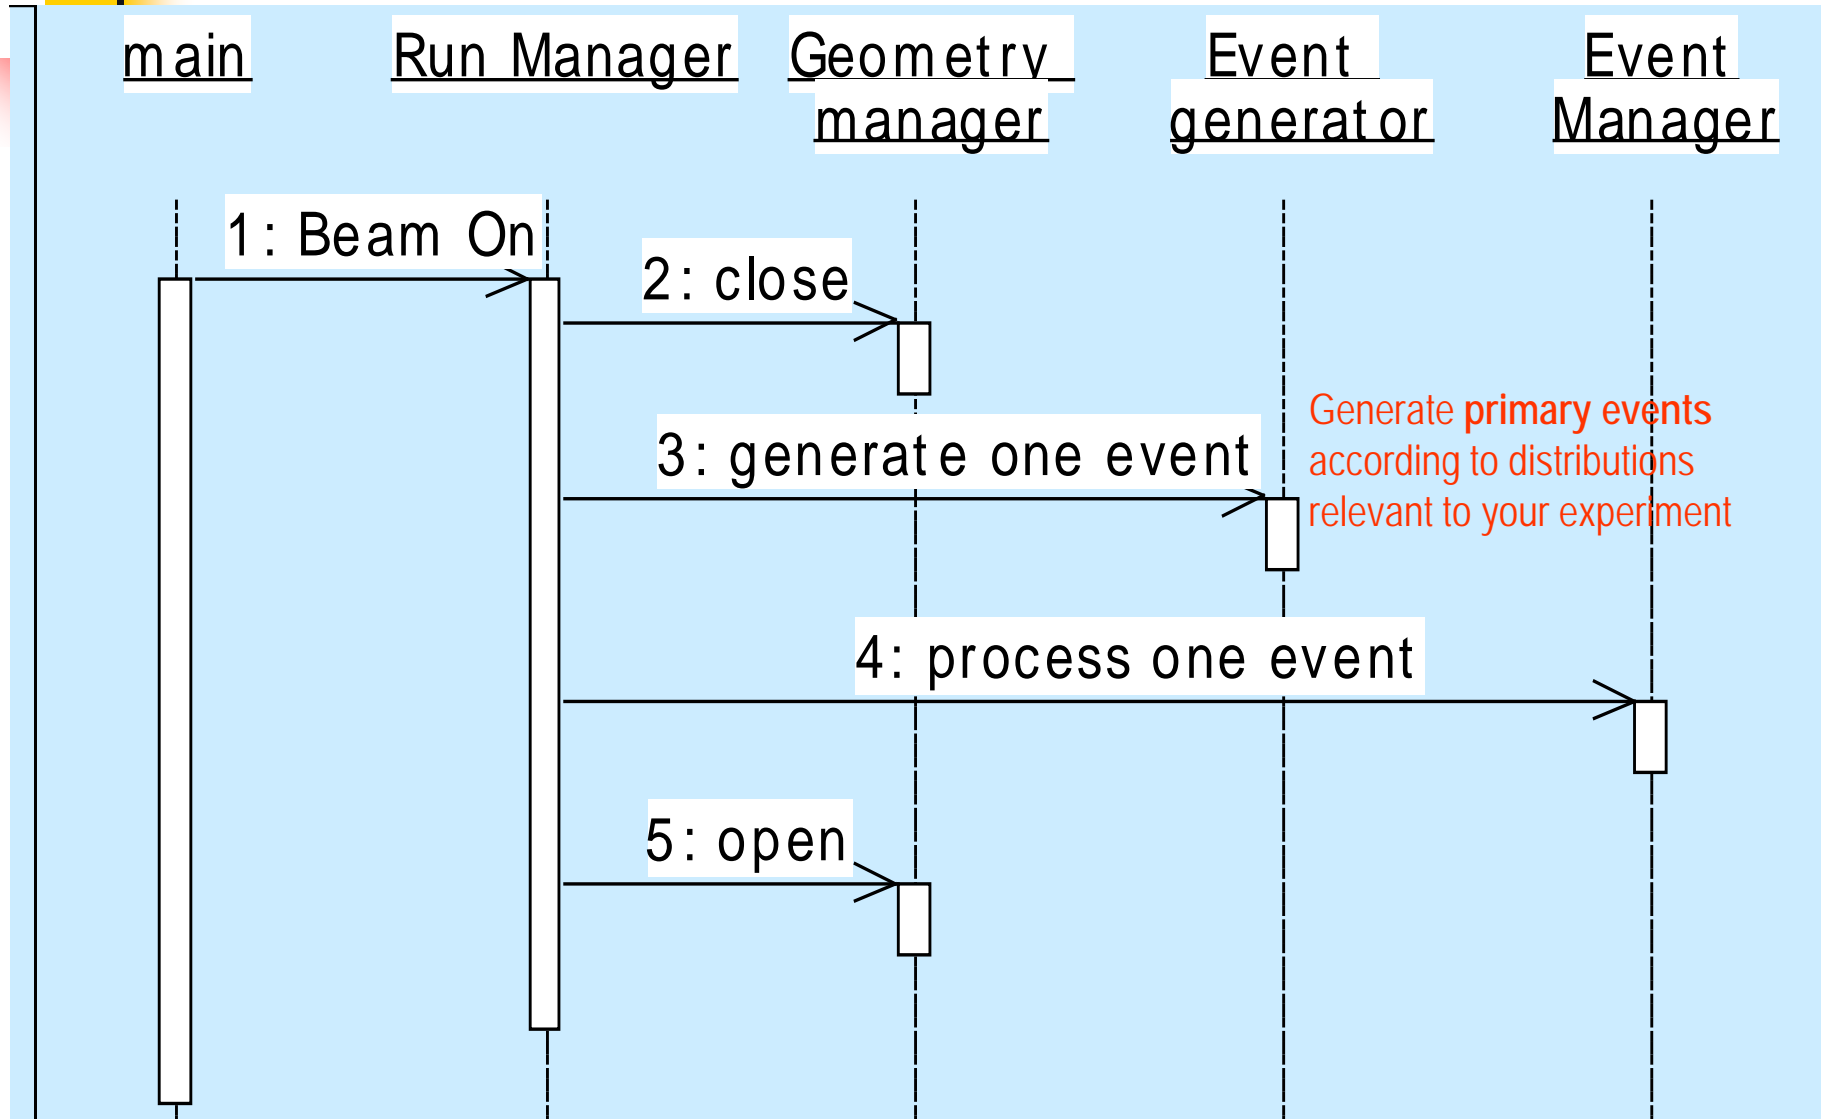 main
Run Manager
Geometry
manager
Event
generator
Event
Manager
1: Beam On
2: close
3: generate one event
Generate primary events
according to distributions
relevant to your experiment
4: process one event
5: open